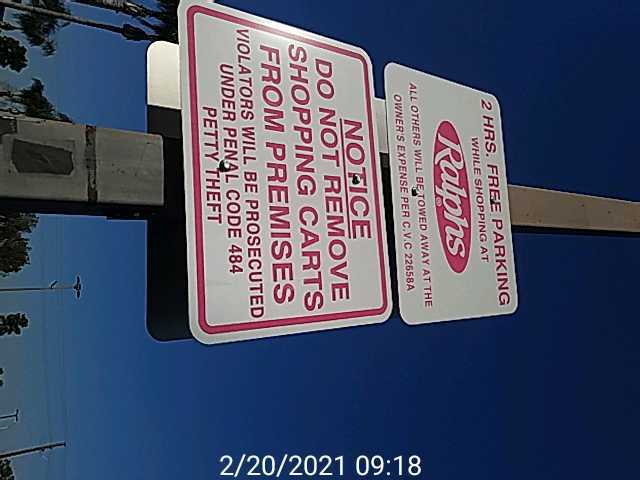 2 HRS. FREE PARKING
WHILE SHOPPING AT
Ralphs®
ALL OTHERS WILL BE TOWED AWAY AT THE
OWNER'S EXPENSE PER C.V.C 22658A
NOTICE
DO NOT REMOVE
SHOPPING CARTS
FROM PREMISES
VIOLATORS WILL BE PROSECUTED
UNDER PENAL CODE 484
PETTY THEFT
2/20/2021 09:18